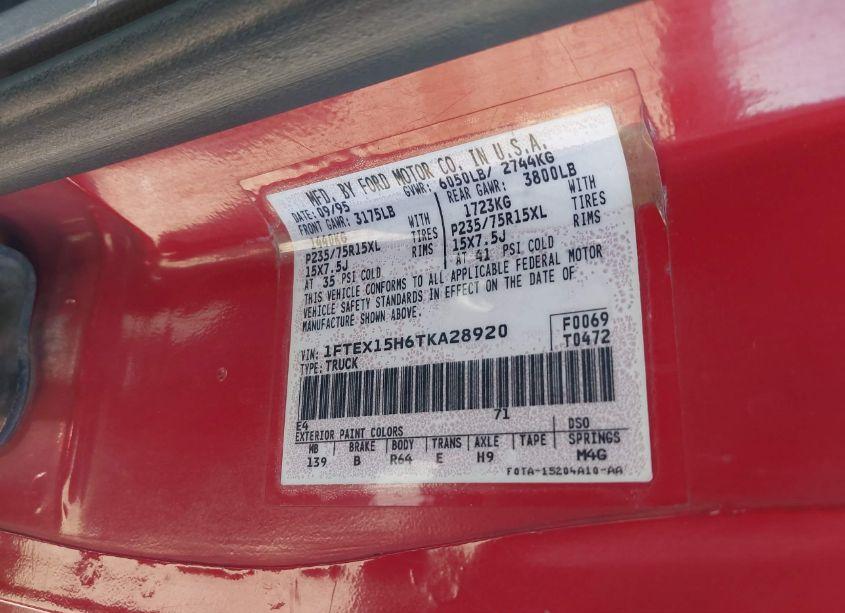 MFD. BY FORD MOTOR CO. IN U.S.A.
DATE: 09/95 GVWR: 6050LB/ 2744KG
FRONT GAWR: 3175LB REAR GAWR: 3800LB
1440KG WITH 1723KG WITH
P235/75R15XL TIRES P235/75R15XL TIRES
15X7.5J RIMS 15X7.5J RIMS
AT 35 PSI COLD AT 41 PSI COLD
THIS VEHICLE CONFORMS TO ALL APPLICABLE FEDERAL MOTOR
VEHICLE SAFETY STANDARDS IN EFFECT ON THE DATE OF
MANUFACTURE SHOWN ABOVE.
VIN: 1FTEX15H6TKA28920 F0069
TYPE: TRUCK T0472
E4 71
EXTERIOR PAINT COLORS DSO
WB BRAKE BODY TRANS AXLE TAPE SPRINGS
139 B R64 E H9 M4G
F0TA-15204A10-AA